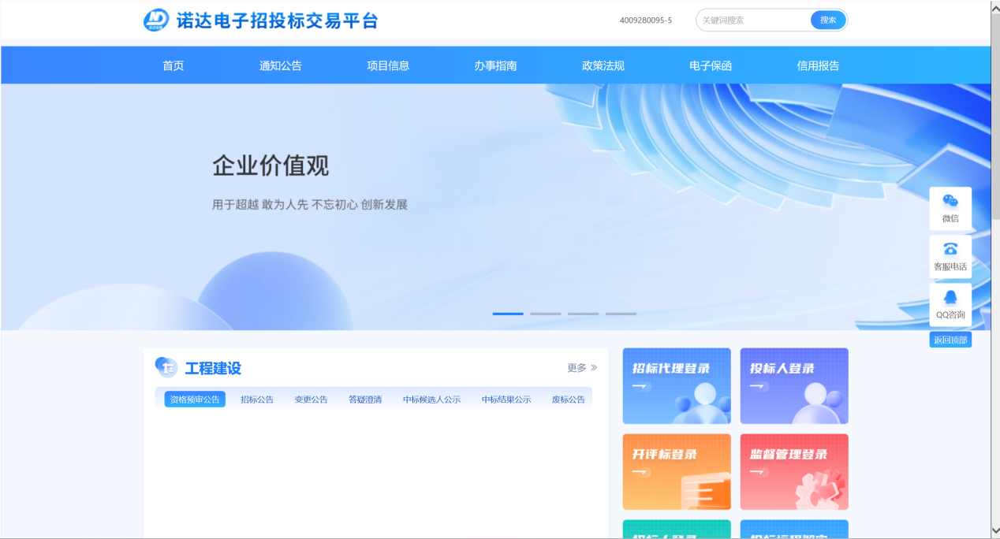 诺达电子招投标交易平台
4009280095-5
关键词搜索
搜索
首页
通知公告
项目信息
办事指南
政策法规
电子保函
信用报告
企业价值观
用于超越 敢为人先 不忘初心 创新发展
微信
客服电话
QQ咨询
返回顶部
工程建设
更多
资格预审公告
招标公告
变更公告
答疑澄清
中标候选人公示
中标结果公示
废标公告
招标代理登录
投标人登录
开评标登录
监督管理登录
招标人登录